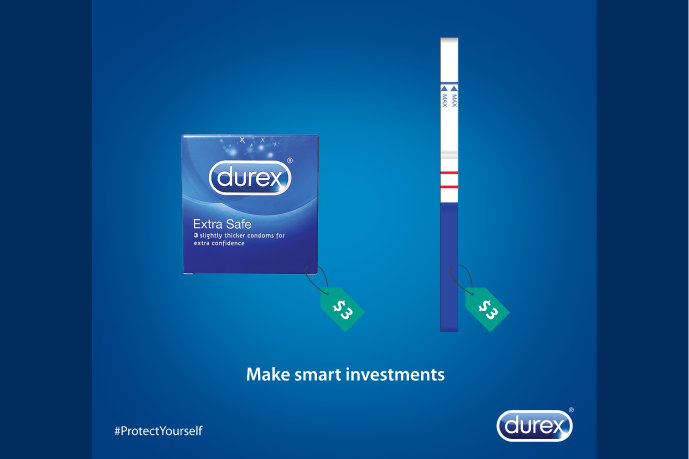 durex®
Extra Safe
3 slightly thicker condoms for
extra confidence
$3
MAX
MAX
$3
Make smart investments
#ProtectYourself
durex®